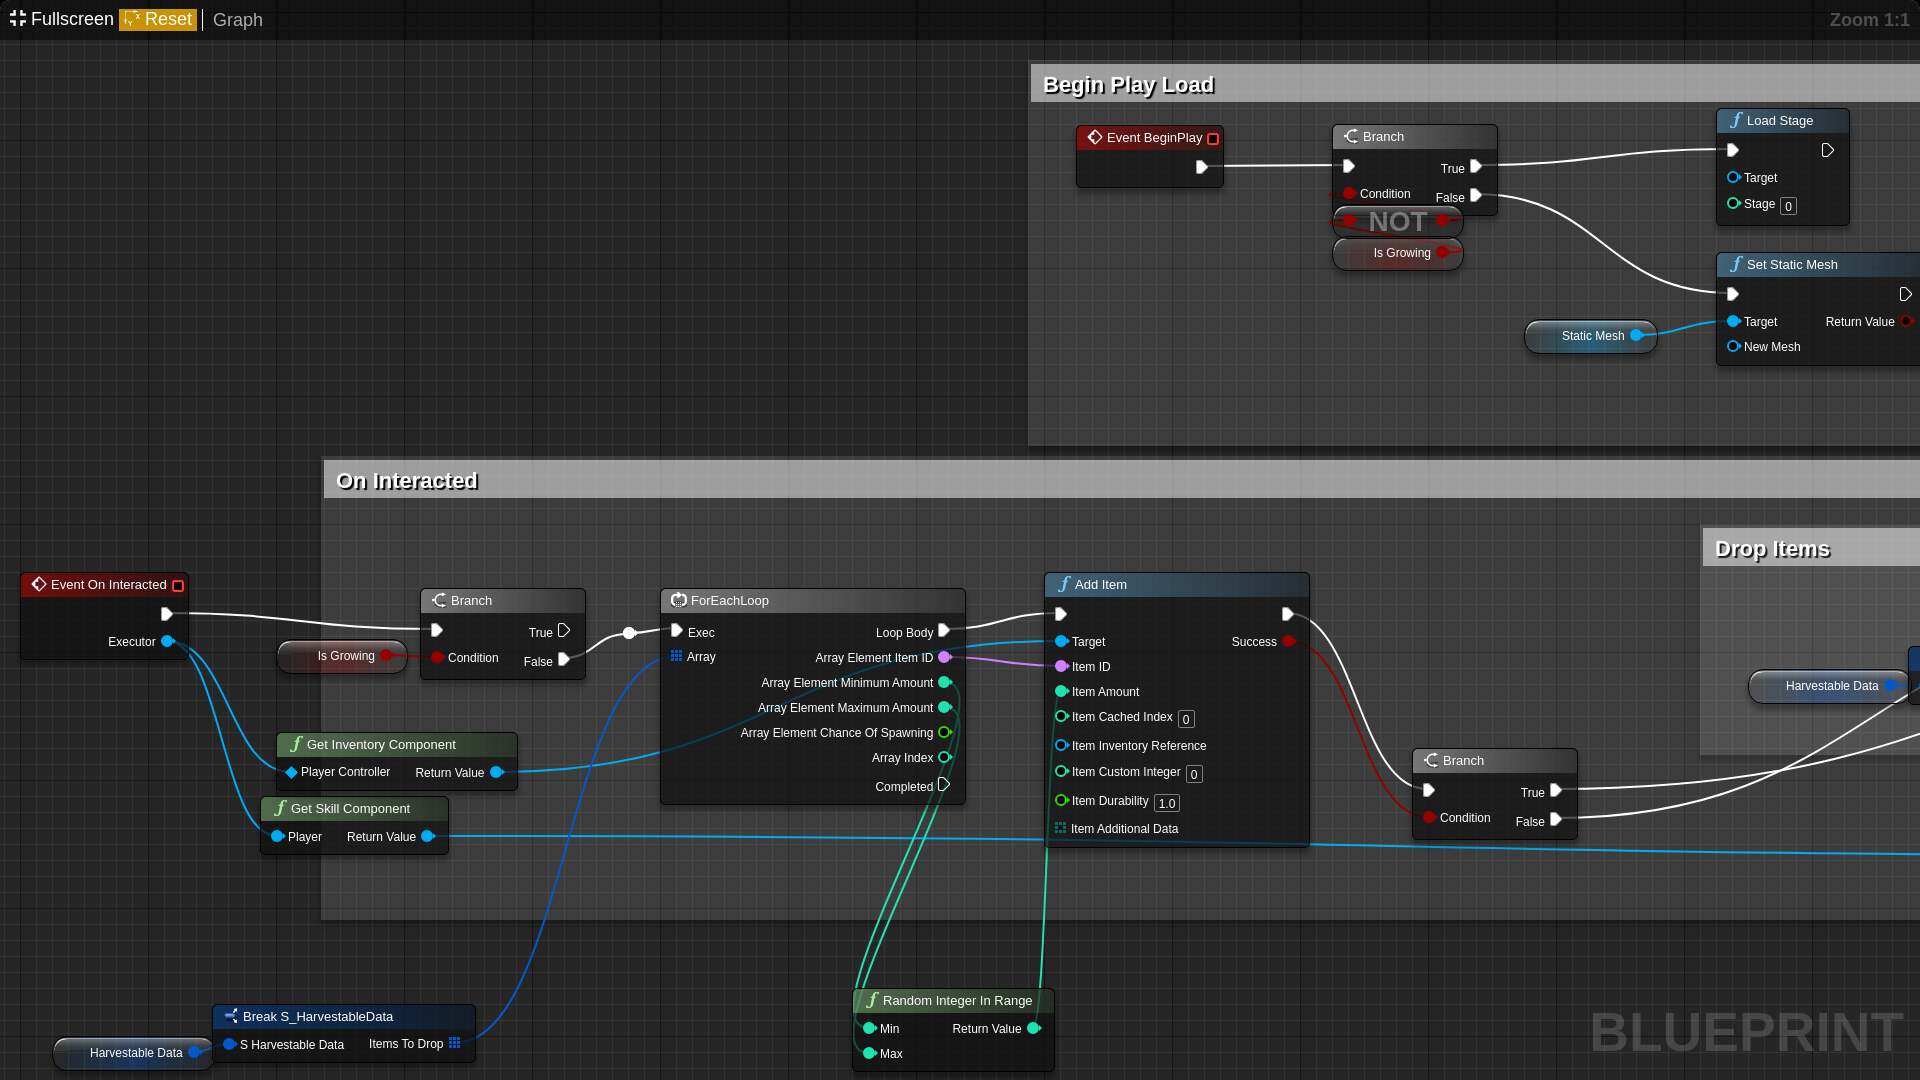 Fullscreen Reset Graph
Zoom 1:1
Begin Play Load
Event BeginPlay
Branch
True
Condition
False
NOT
Is Growing
Load Stage
Target
Stage 0
Set Static Mesh
Target
Return Value
New Mesh
Static Mesh
On Interacted
Drop Items
Event On Interacted
Executor
Is Growing
Branch
True
Condition
False
ForEachLoop
Exec
Loop Body
Array
Array Element Item ID
Array Element Minimum Amount
Array Element Maximum Amount
Array Element Chance Of Spawning
Array Index
Completed
Add Item
Target
Success
Item ID
Item Amount
Item Cached Index 0
Item Inventory Reference
Item Custom Integer 0
Item Durability 1.0
Item Additional Data
Harvestable Data
Branch
True
Condition
False
Get Inventory Component
Player Controller
Return Value
Get Skill Component
Player
Return Value
Break S_HarvestableData
S Harvestable Data
Items To Drop
Harvestable Data
Random Integer In Range
Min
Return Value
Max
BLUEPRINT